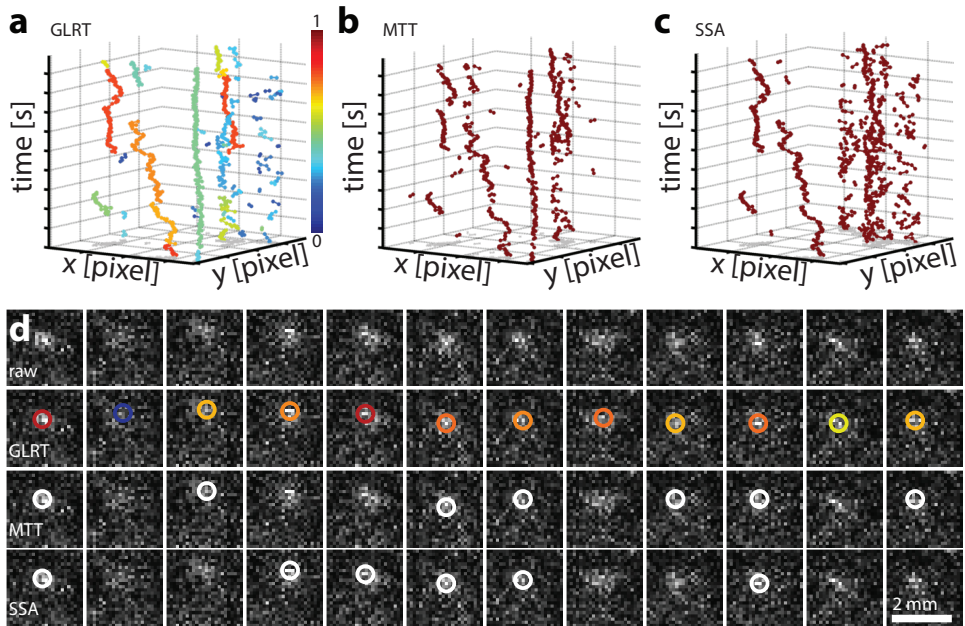 a GLRT
1
0
time [s]
x [pixel]
y [pixel]
b MTT
time [s]
x [pixel]
y [pixel]
c SSA
time [s]
x [pixel]
y [pixel]
d
raw
GLRT
MTT
SSA
2 mm